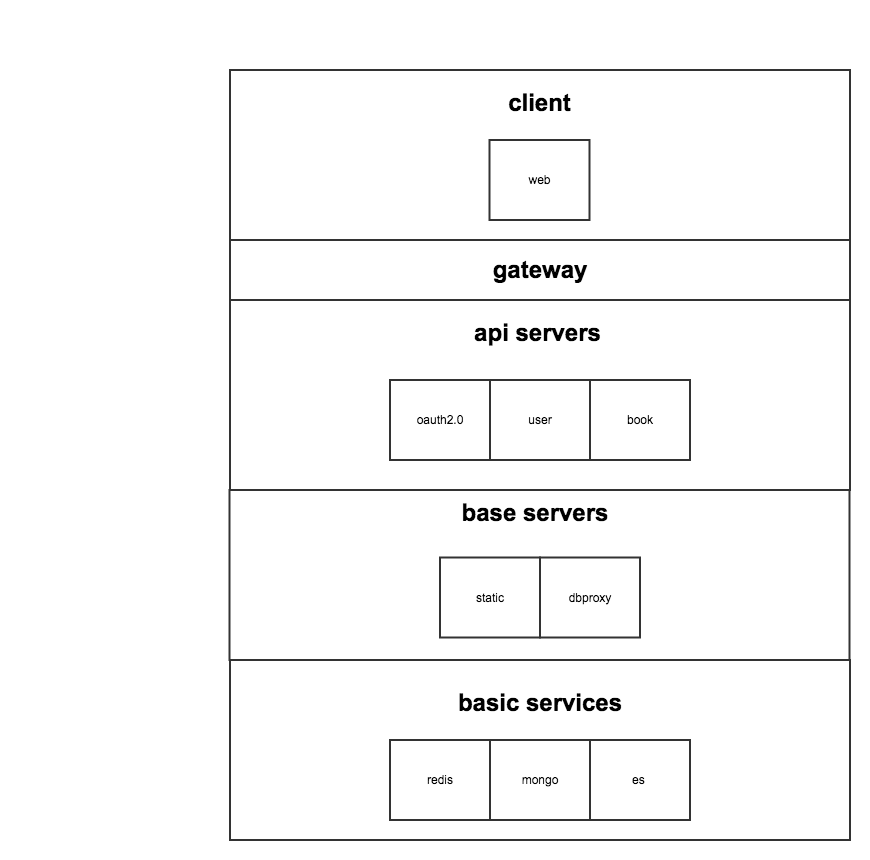 client
web
gateway
api servers
oauth2.0 user book
base servers
static dbproxy
basic services
redis mongo es